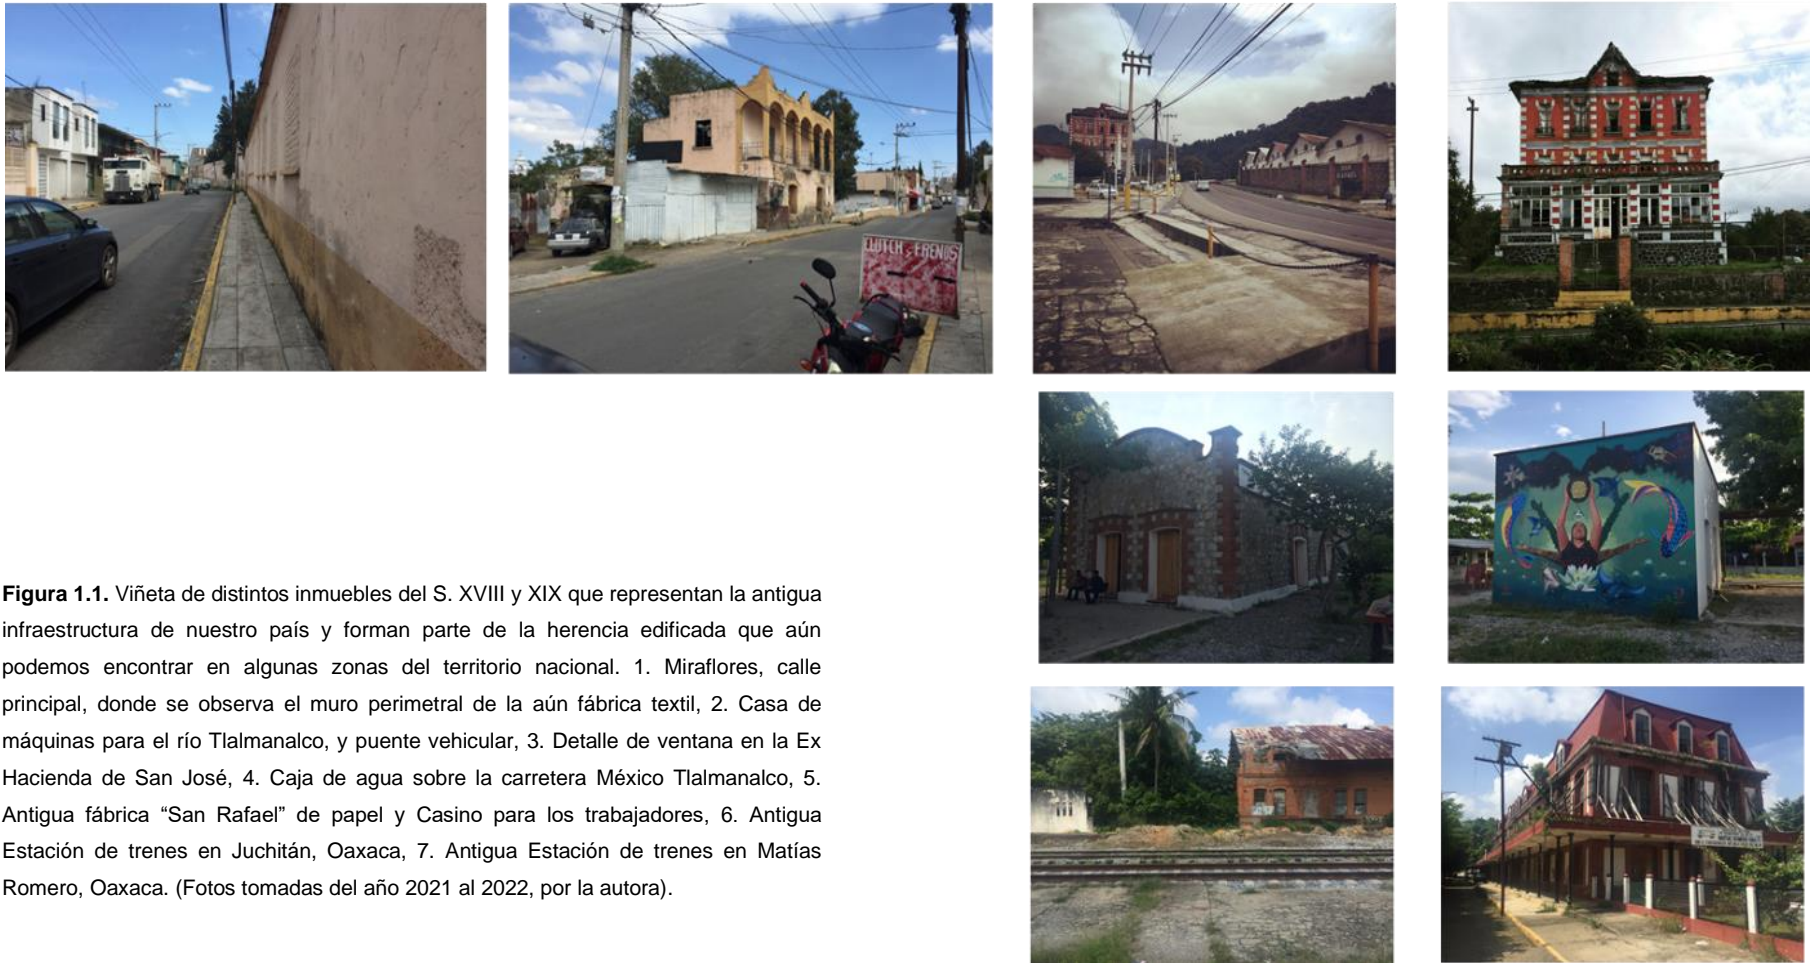 CLUTCH Y FRENOS
Figura 1.1. Viñeta de distintos inmuebles del S. XVIII y XIX que representan la antigua
infraestructura de nuestro país y forman parte de la herencia edificada que aún
podemos encontrar en algunas zonas del territorio nacional. 1. Miraflores, calle
principal, donde se observa el muro perimetral de la aún fábrica textil, 2. Casa de
máquinas para el río Tlalmanalco, y puente vehicular, 3. Detalle de ventana en la Ex
Hacienda de San José, 4. Caja de agua sobre la carretera México Tlalmanalco, 5.
Antigua fábrica “San Rafael” de papel y Casino para los trabajadores, 6. Antigua
Estación de trenes en Juchitán, Oaxaca, 7. Antigua Estación de trenes en Matías
Romero, Oaxaca. (Fotos tomadas del año 2021 al 2022, por la autora).